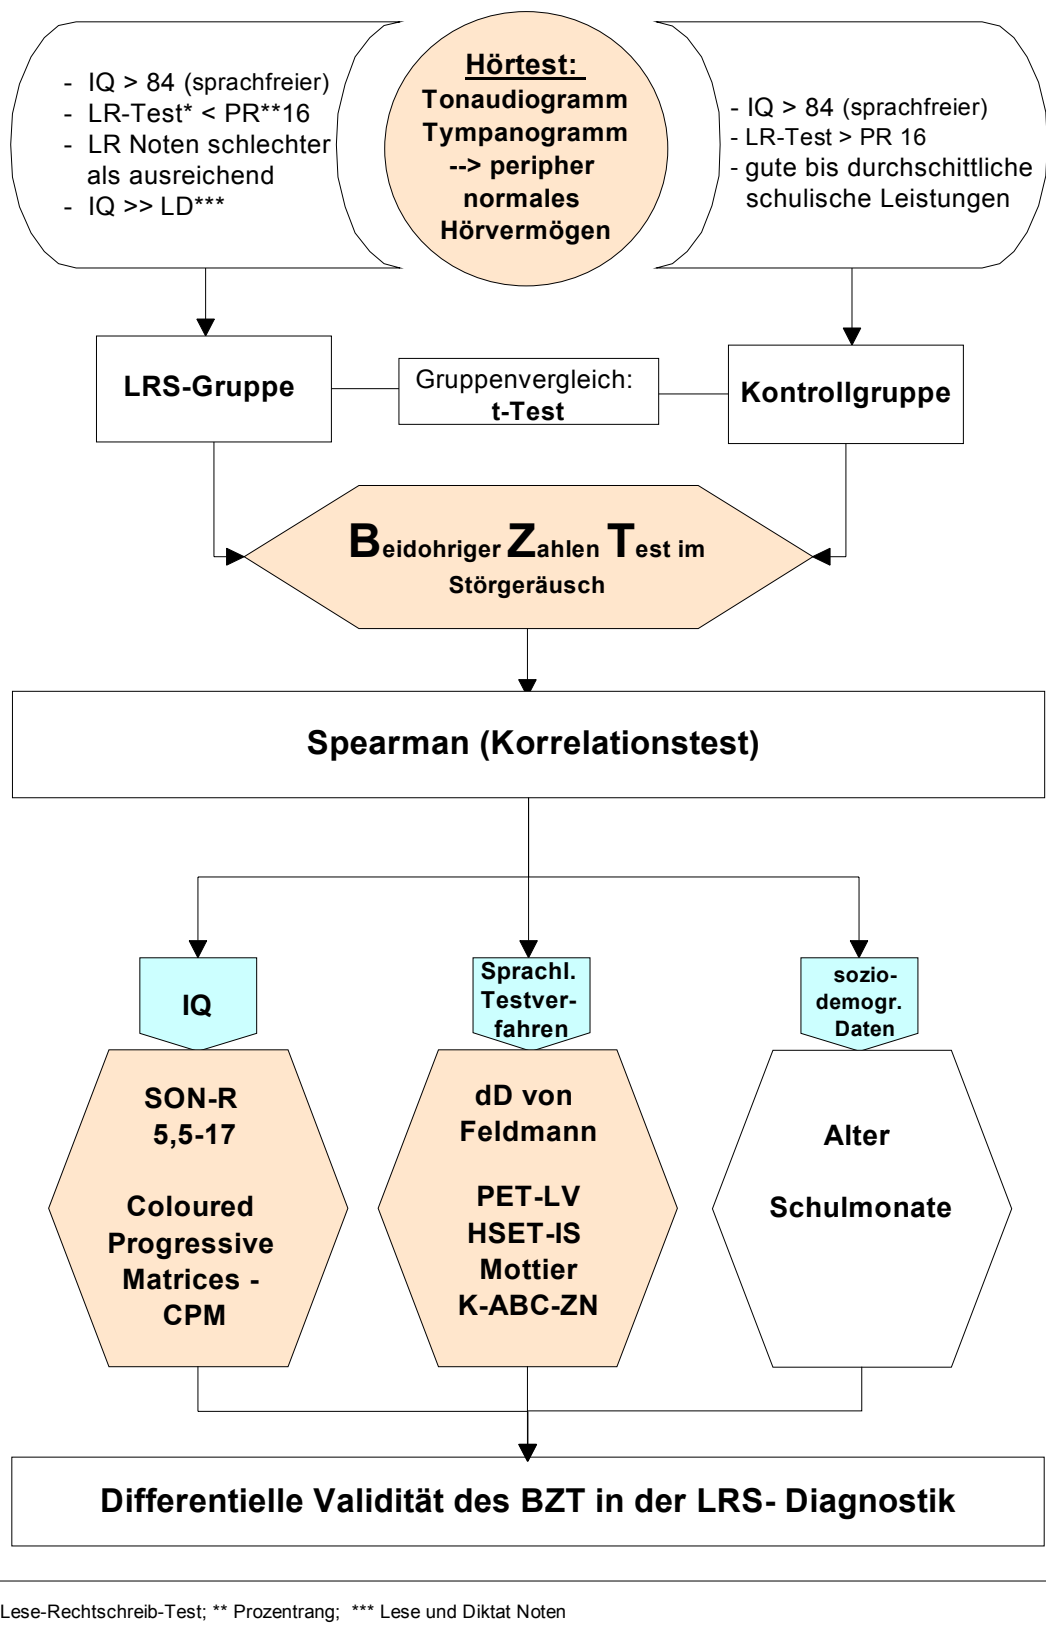 - IQ > 84 (sprachfreier)
- LR-Test* < PR**16
- LR Noten schlechter
als ausreichend
- IQ >> LD***
Hörtest:
Tonaudiogramm
Tympanogramm
--> peripher
normales
Hörvermögen
- IQ > 84 (sprachfreier)
- LR-Test > PR 16
- gute bis durchschittliche
schulische Leistungen
LRS-Gruppe
Gruppenvergleich:
t-Test
Kontrollgruppe
Beidohriger Zahlen Test im
Störgeräusch
Spearman (Korrelationstest)
IQ
Sprachl.
Testver-
fahren
sozio-
demogr.
Daten
SON-R
5,5-17
Coloured
Progressive
Matrices -
CPM
dD von
Feldmann
PET-LV
HSET-IS
Mottier
K-ABC-ZN
Alter
Schulmonate
Differentielle Validität des BZT in der LRS- Diagnostik
Lese-Rechtschreib-Test; ** Prozentrang; *** Lese und Diktat Noten